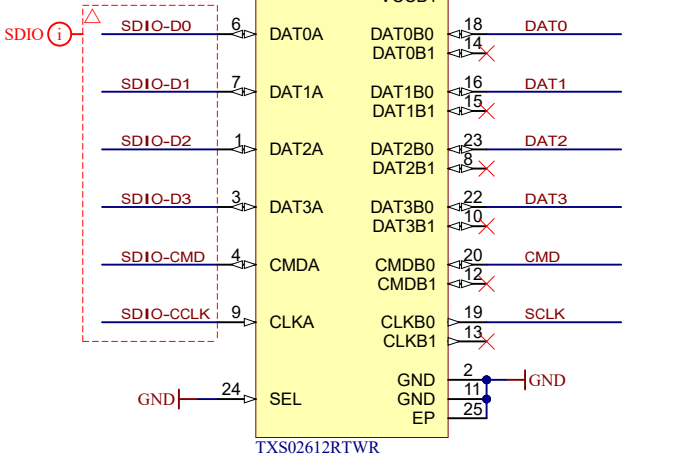 SDIO i SDIO-D0 6 DAT0A DAT0B0 18 DAT0
DAT0B1 14
SDIO-D1 7 DAT1A DAT1B0 16 DAT1
DAT1B1 15
SDIO-D2 1 DAT2A DAT2B0 23 DAT2
DAT2B1 8
SDIO-D3 3 DAT3A DAT3B0 22 DAT3
DAT3B1 10
SDIO-CMD 4 CMDA CMDB0 20 CMD
CMDB1 12
SDIO-CCLK 9 CLKA CLKB0 19 SCLK
CLKB1 13
GND 2 GND
GND 24 SEL GND 11
EP 25
TXS02612RTWR